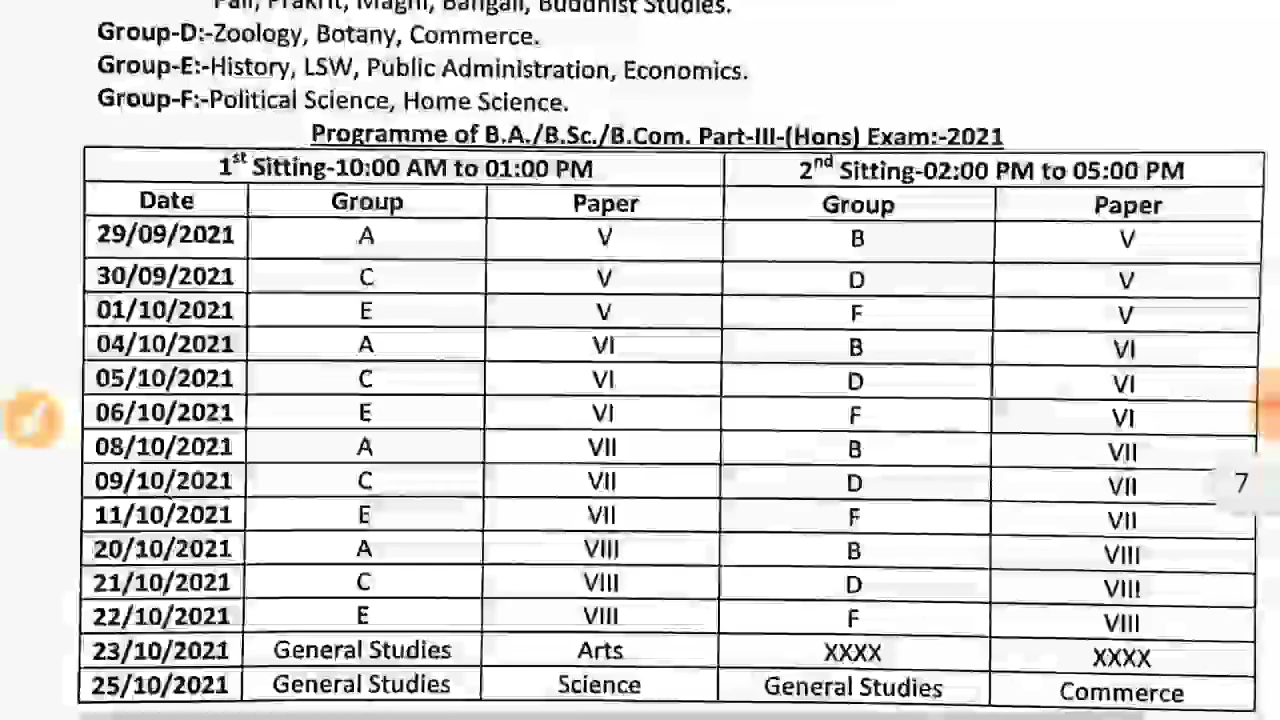 Pali, Prakrit, Maghi, Bangali, Buddhist Studies.
Group-D:-Zoology, Botany, Commerce.
Group-E:-History, LSW, Public Administration, Economics.
Group-F:-Political Science, Home Science.
Programme of B.A./B.Sc./B.Com. Part-III-(Hons) Exam:-2021
1st Sitting-10:00 AM to 01:00 PM 2nd Sitting-02:00 PM to 05:00 PM
Date Group Paper Group Paper
29/09/2021 A V B V
30/09/2021 C V D V
01/10/2021 E V F V
04/10/2021 A VI B VI
05/10/2021 C VI D VI
06/10/2021 E VI F VI
08/10/2021 A VII B VII
09/10/2021 C VII D VII
7
11/10/2021 E VII F VII
20/10/2021 A VIII B VIII
21/10/2021 C VIII D VIII
22/10/2021 E VIII F VIII
23/10/2021 General Studies Arts XXXX XXXX
25/10/2021 General Studies Science General Studies Commerce